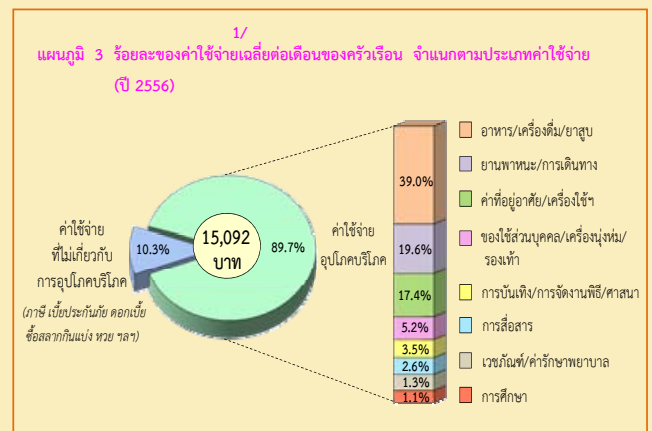 1/
แผนภูมิ 3 ร้อยละของค่าใช้จ่ายเฉลี่ยต่อเดือนของครัวเรือน จำแนกตามประเภทค่าใช้จ่าย
(ปี 2556)
ค่าใช้จ่าย
ที่ไม่เกี่ยวกับ
การอุปโภคบริโภค
(ภาษี เบี้ยประกันภัย ดอกเบี้ย
ซื้อสลากกินแบ่ง หวย ฯลฯ)
10.3%
15,092
บาท
89.7%
ค่าใช้จ่าย
อุปโภคบริโภค
39.0%
19.6%
17.4%
5.2%
3.5%
2.6%
1.3%
1.1%
อาหาร/เครื่องดื่ม/ยาสูบ
ยานพาหนะ/การเดินทาง
ค่าที่อยู่อาศัย/เครื่องใช้ฯ
ของใช้ส่วนบุคคล/เครื่องนุ่งห่ม/
รองเท้า
การบันเทิง/การจัดงานพิธี/ศาสนา
การสื่อสาร
เวชภัณฑ์/ค่ารักษาพยาบาล
การศึกษา